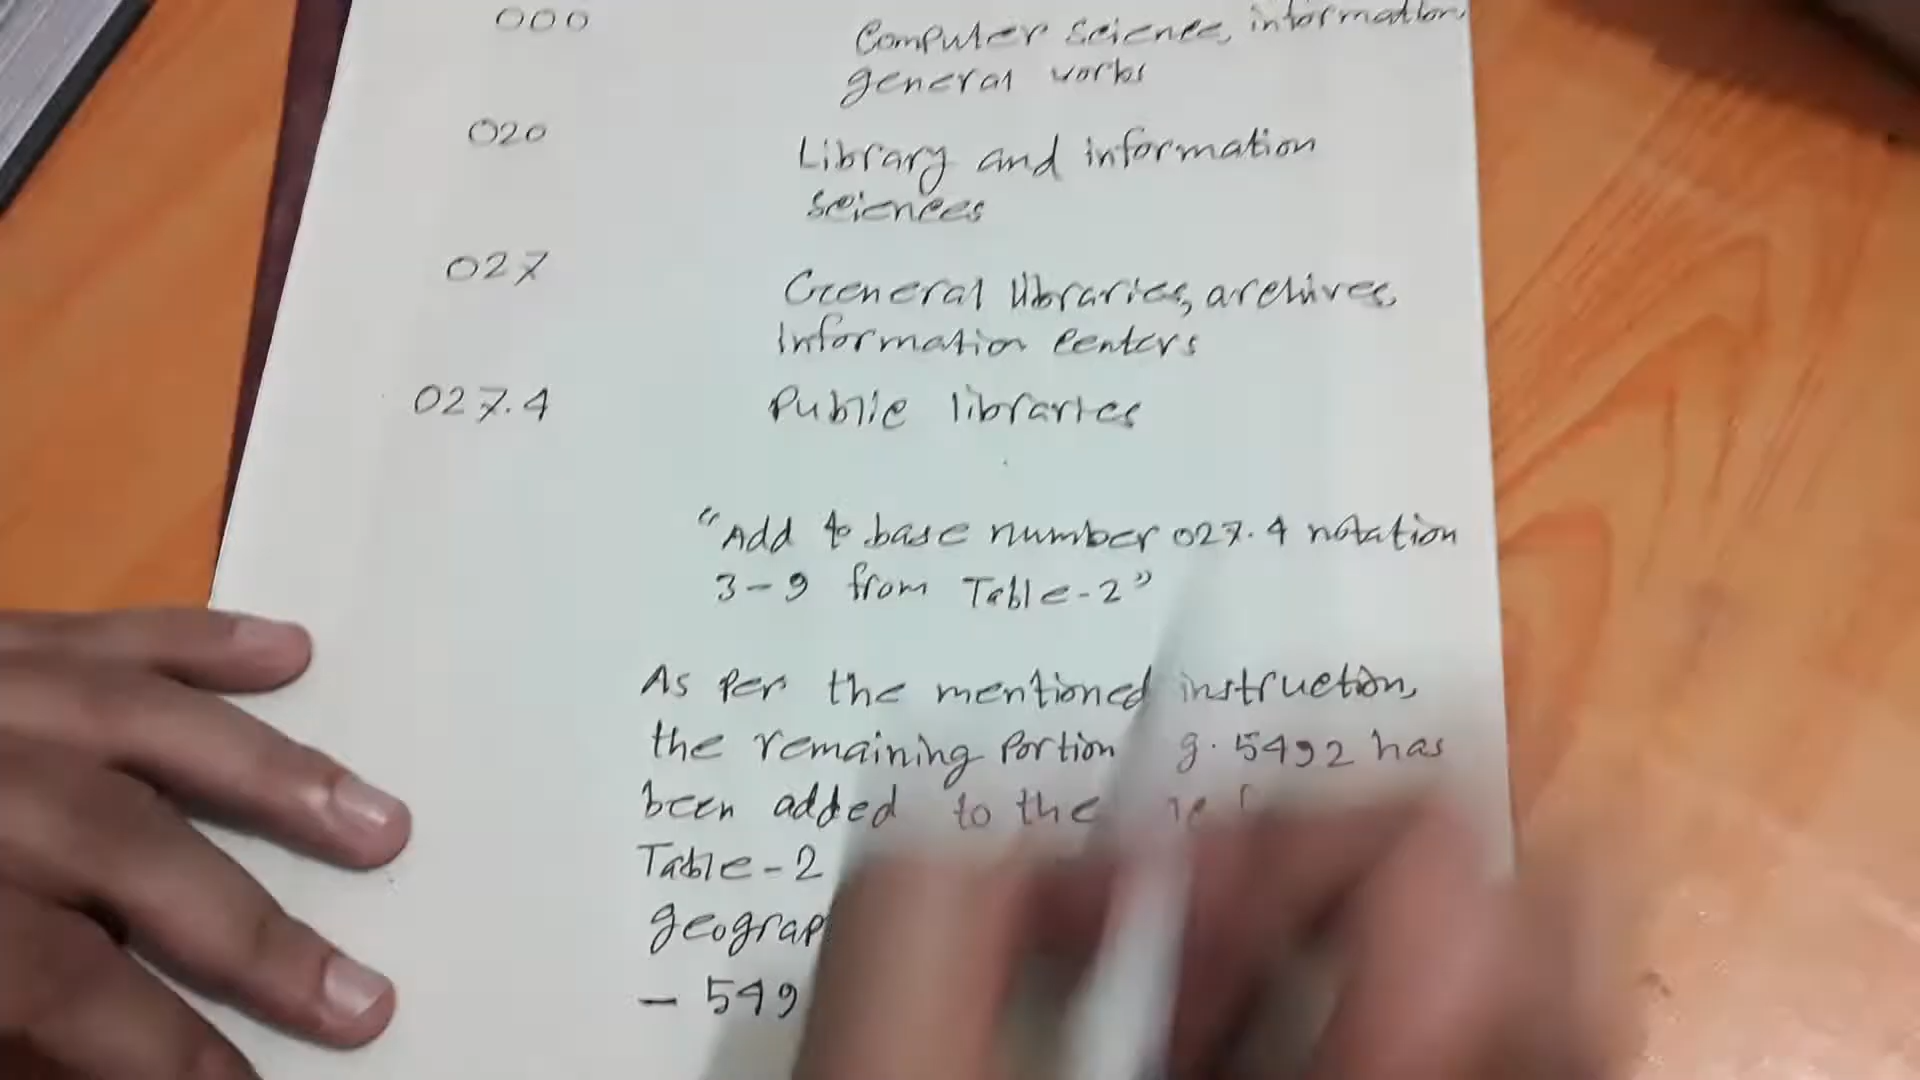 000 Computer science, information,
general works
020 Library and information
sciences
027 General libraries, archives,
Information centers
027.4 Public libraries
"Add to base number 027.4 notation
3-9 from Table-2"
As per the mentioned instruction,
the remaining portion g. 5492 has
been added to the
Table-2
geograp
- 549